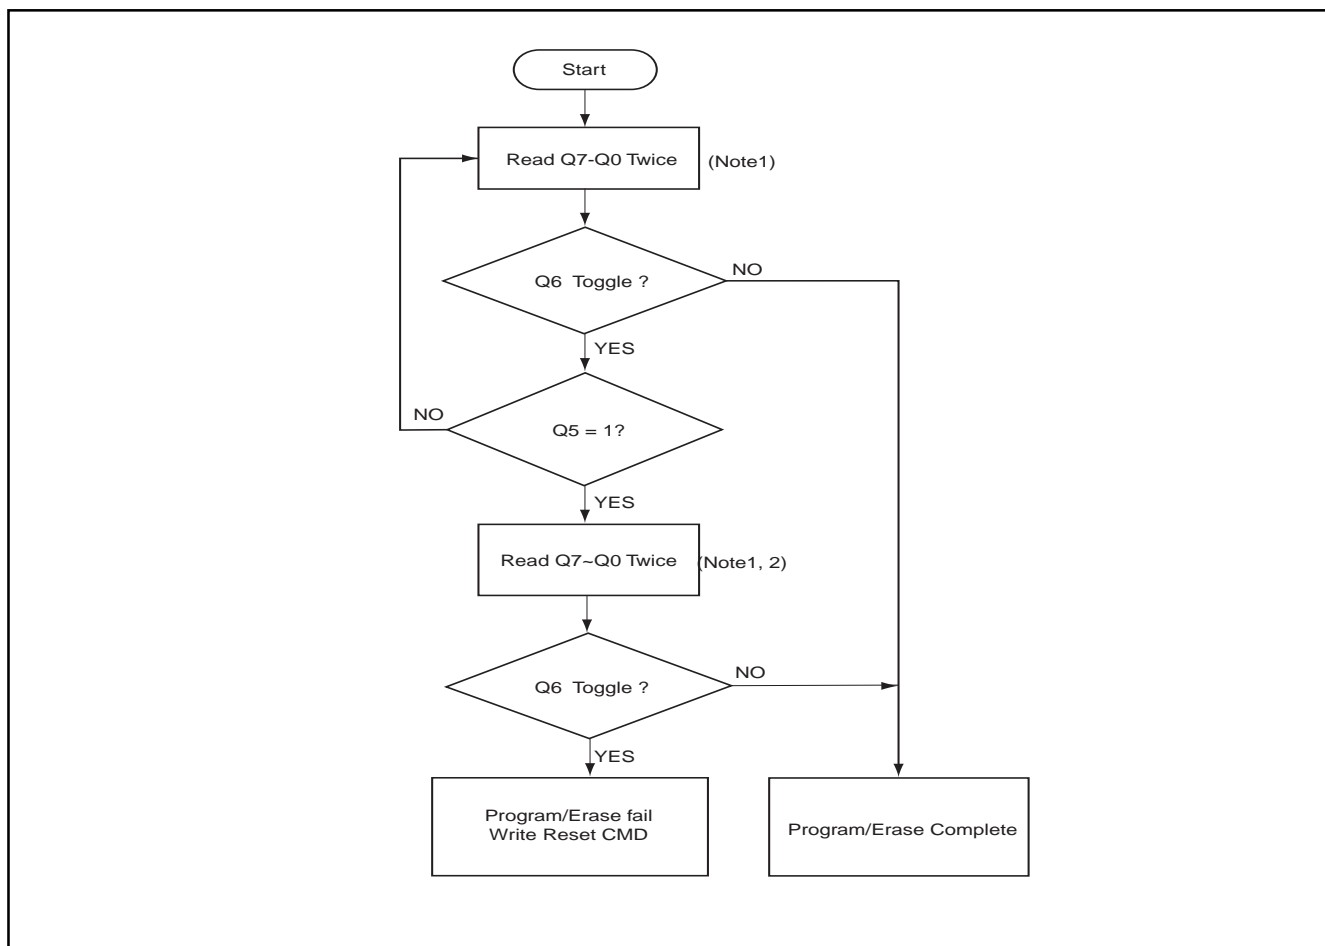 Start
Read Q7-Q0 Twice
(Note1)
Q6 Toggle ?
NO
YES
NO
Q5 = 1?
YES
Read Q7~Q0 Twice
(Note1, 2)
Q6 Toggle ?
NO
YES
Program/Erase fail
Write Reset CMD
Program/Erase Complete